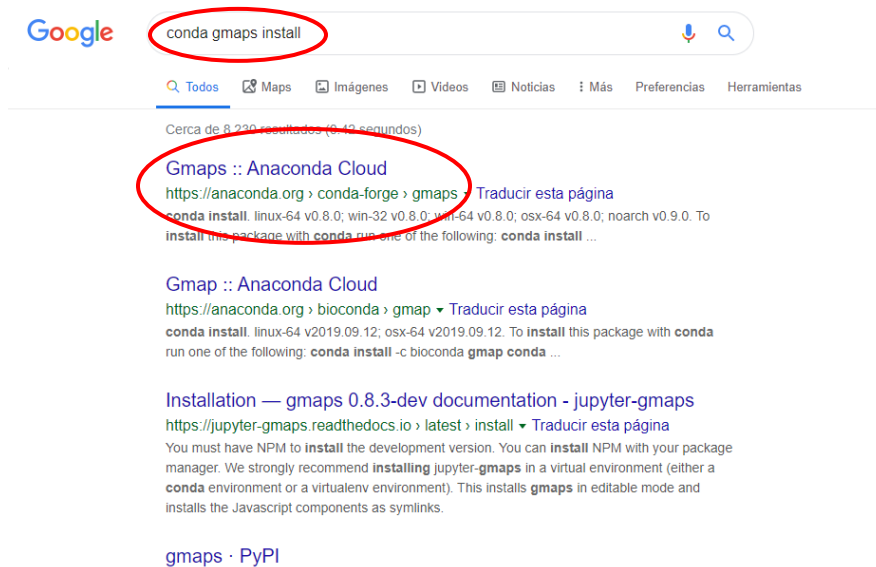 Google
conda gmaps install
Todos Maps Imágenes Videos Noticias Más Preferencias Herramientas
Cerca de 8,230 resultados (0.42 segundos)
Gmaps :: Anaconda Cloud
https://anaconda.org › conda-forge › gmaps Traducir esta página
conda install. linux-64 v0.8.0; win-32 v0.8.0; win-64 v0.8.0; osx-64 v0.8.0; noarch v0.9.0. To
install this package with conda run one of the following: conda install ...
Gmap :: Anaconda Cloud
https://anaconda.org › bioconda › gmap Traducir esta página
conda install. linux-64 v2019.09.12; osx-64 v2019.09.12. To install this package with conda
run one of the following: conda install -c bioconda gmap conda ...
Installation — gmaps 0.8.3-dev documentation - jupyter-gmaps
https://jupyter-gmaps.readthedocs.io › latest › install Traducir esta página
You must have NPM to install the development version. You can install NPM with your package
manager. We strongly recommend installing jupyter-gmaps in a virtual environment (either a
conda environment or a virtualenv environment). This installs gmaps in editable mode and
installs the Javascript components as symlinks.
gmaps · PyPI